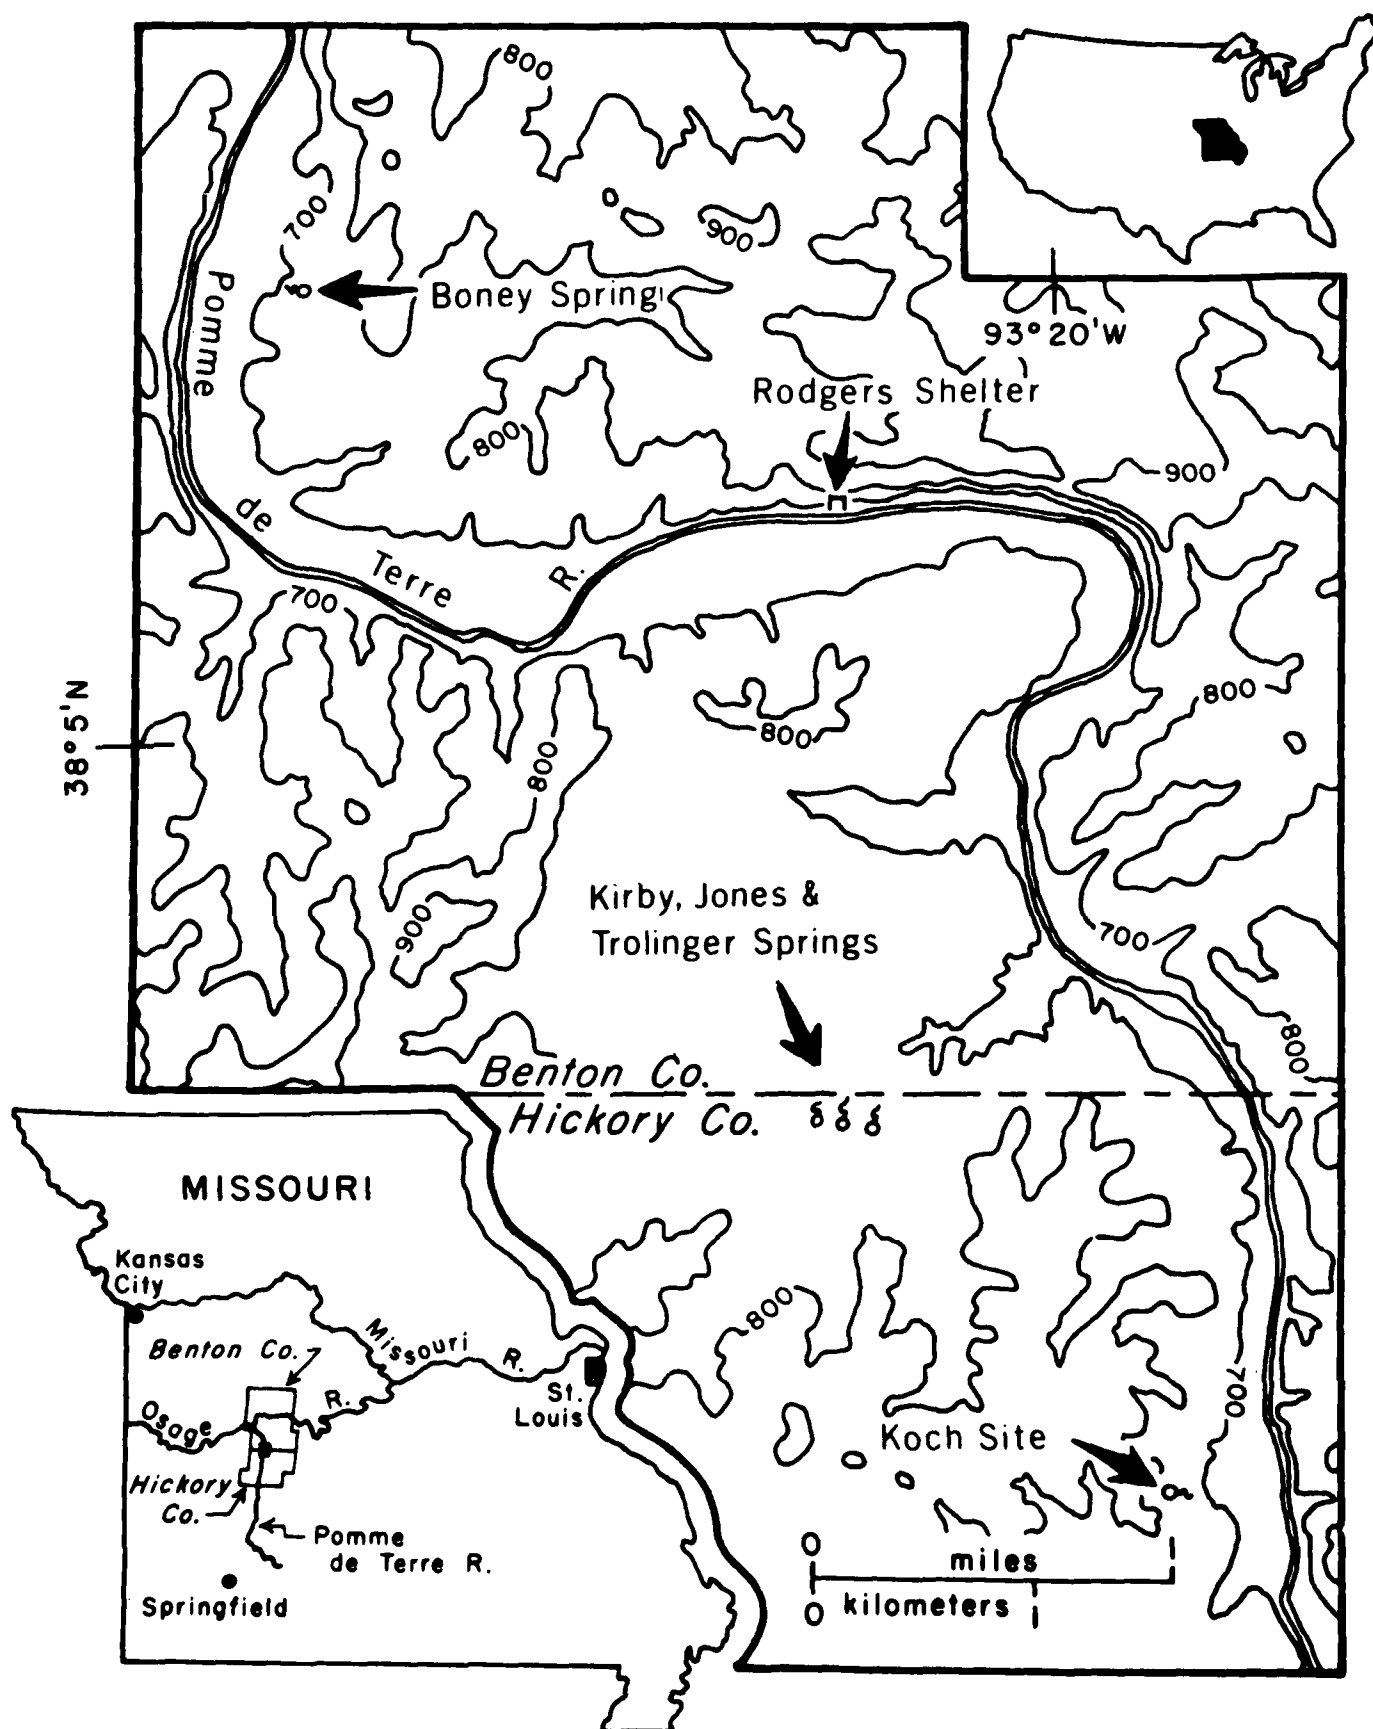 800
700
900
Boney Spring
Pomme
93°20'W
Rodgers Shelter
800
900
de
Terre
R.
700
38°5'N
800
800
800
Kirby, Jones &
Trolinger Springs
900
700
800
Benton Co.
Hickory Co.
MISSOURI
Kansas
City
Missouri
R.
Benton Co.
St.
Louis
Osage
R.
Hickory
Co.
Pomme
de Terre R.
Springfield
800
700
Koch Site
0 1
miles
kilometers
0 1